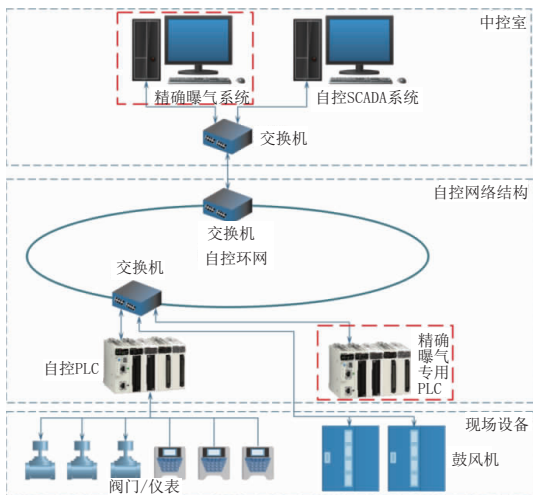 中控室
精确曝气系统
自控SCADA系统
交换机
自控网络结构
交换机
自控环网
交换机
自控PLC
精确
曝气
专用
PLC
现场设备
阀门/仪表
鼓风机